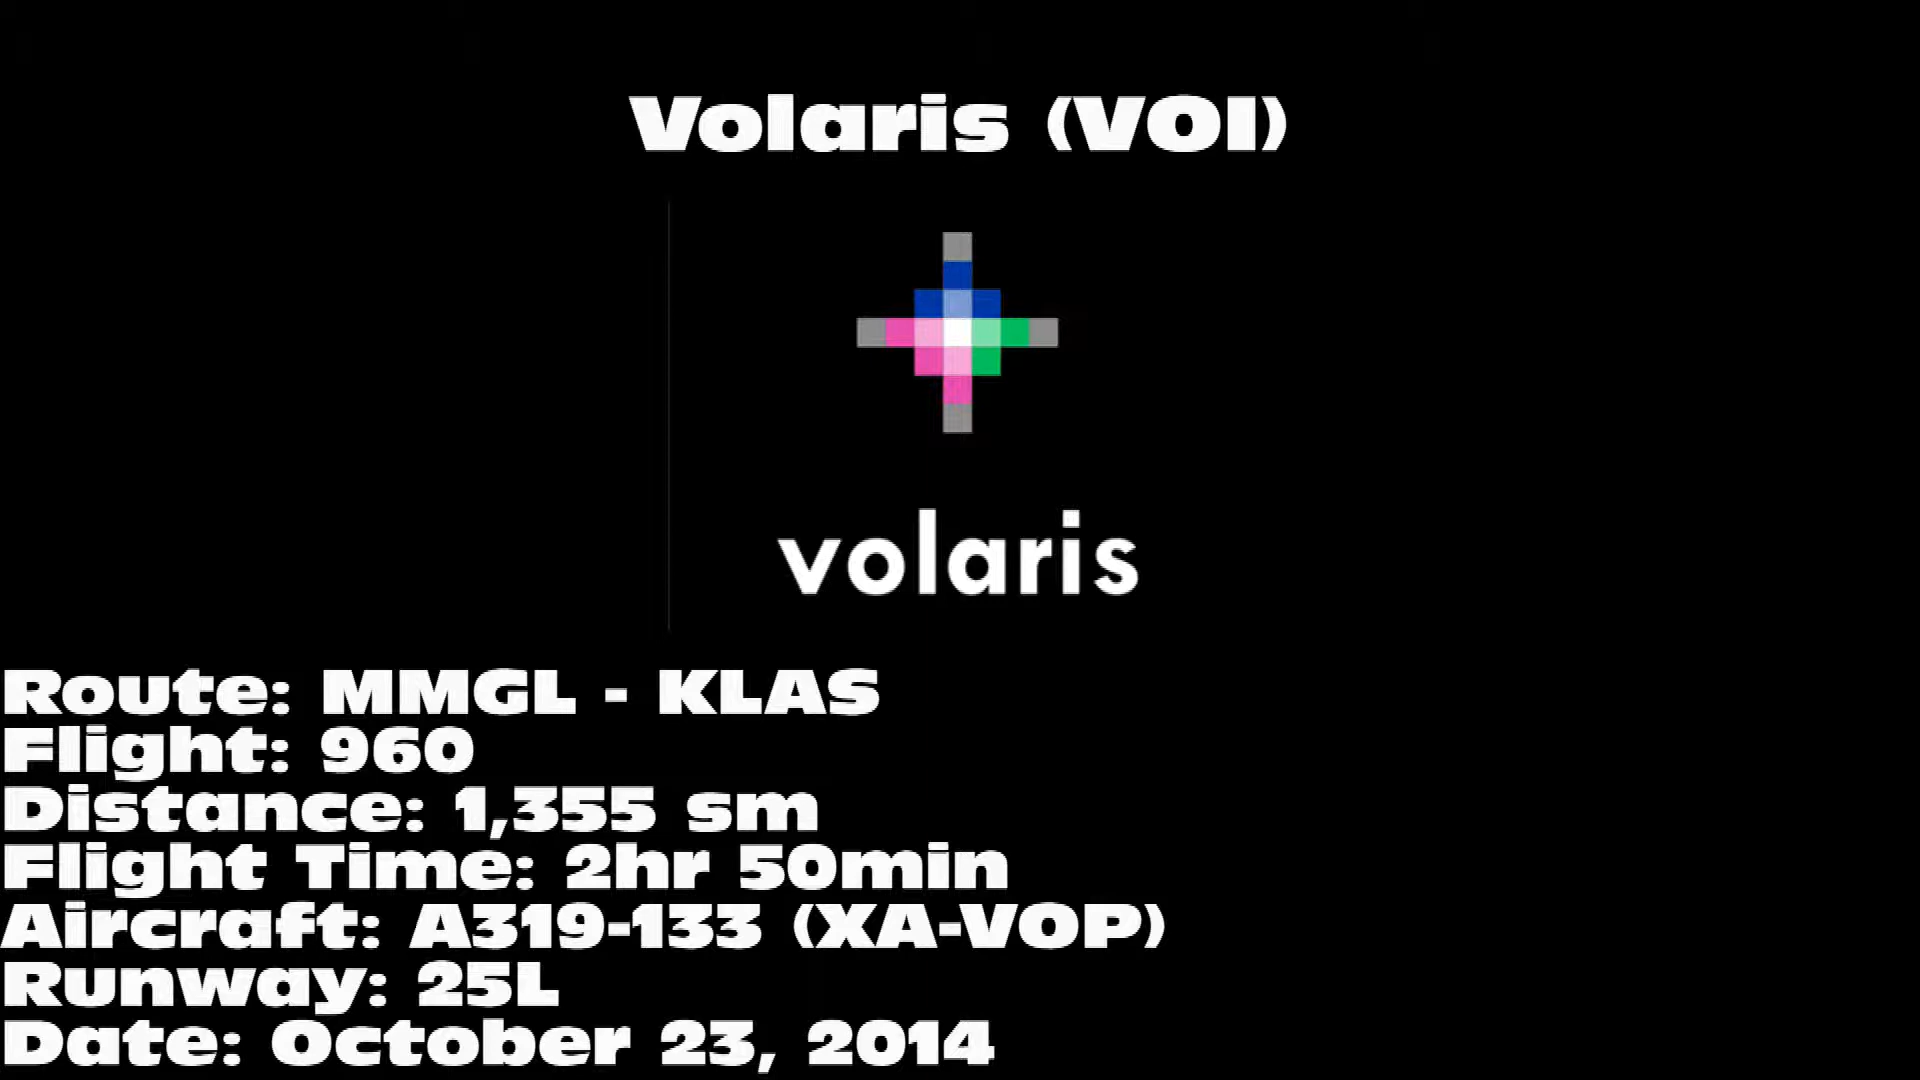 Volaris (VOI)
volaris
Route: MMGL - KLAS
Flight: 960
Distance: 1,355 sm
Flight Time: 2hr 50min
Aircraft: A319-133 (XA-VOP)
Runway: 25L
Date: October 23, 2014